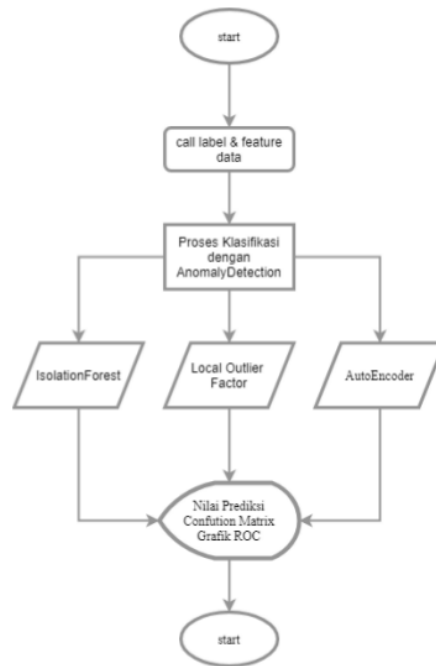 start
call label & feature
data
Proses Klasifikasi
dengan
AnomalyDetection
IsolationForest
Local Outlier
Factor
AutoEncoder
Nilai Prediksi
Confution Matrix
Grafik ROC
start